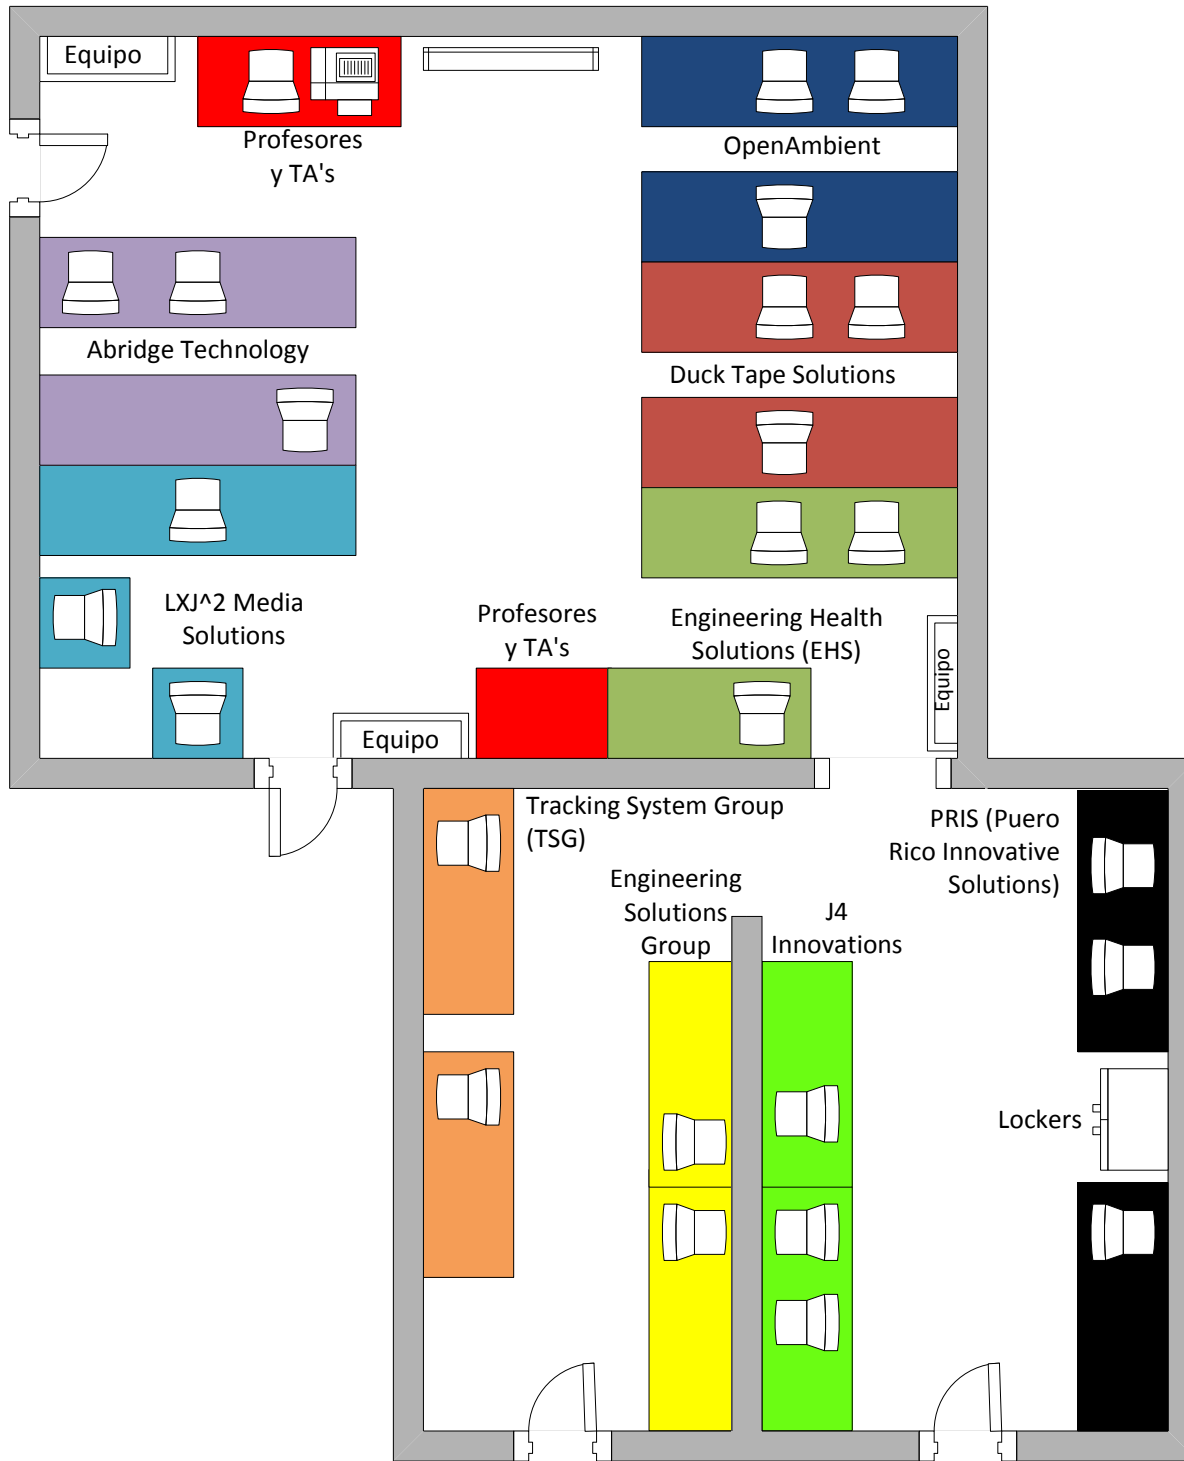 Equipo
Profesores
y TA's
OpenAmbient
Abridge Technology
Duck Tape Solutions
LXJ^2 Media
Solutions
Profesores
y TA's
Engineering Health
Solutions (EHS)
Equipo
Equipo
Tracking System Group
(TSG)
PRIS (Puero
Rico Innovative
Solutions)
Engineering
Solutions
Group
J4
Innovations
Lockers